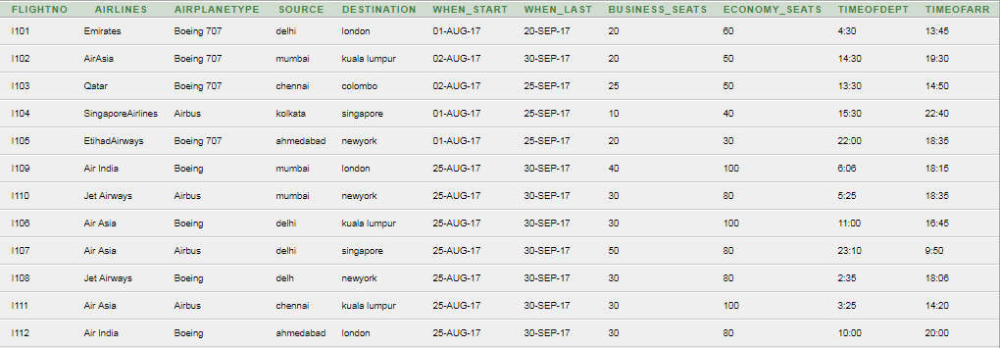 FLIGHTNO AIRLINES AIRPLANETYPE SOURCE DESTINATION WHEN_START WHEN_LAST BUSINESS_SEATS ECONOMY_SEATS TIMEOFDEPT TIMEOFARR
I101 Emirates Boeing 707 delhi london 01-AUG-17 20-SEP-17 20 60 4:30 13:45
I102 AirAsia Boeing 707 mumbai kuala lumpur 02-AUG-17 30-SEP-17 20 50 14:30 19:30
I103 Qatar Boeing 707 chennai colombo 02-AUG-17 25-SEP-17 25 50 13:30 14:50
I104 SingaporeAirlines Airbus kolkata singapore 01-AUG-17 25-SEP-17 10 40 15:30 22:40
I105 EtihadAirways Boeing 707 ahmedabad newyork 01-AUG-17 25-SEP-17 20 30 22:00 18:35
I109 Air India Boeing mumbai london 25-AUG-17 30-SEP-17 40 100 6:06 18:15
I110 Jet Airways Airbus mumbai newyork 25-AUG-17 30-SEP-17 30 80 5:25 18:35
I106 Air Asia Boeing delhi kuala lumpur 25-AUG-17 30-SEP-17 30 100 11:00 16:45
I107 Air Asia Airbus delhi singapore 25-AUG-17 30-SEP-17 50 80 23:10 9:50
I108 Jet Airways Boeing delh newyork 25-AUG-17 30-SEP-17 30 80 2:35 18:06
I111 Air Asia Airbus chennai kuala lumpur 25-AUG-17 30-SEP-17 30 100 3:25 14:20
I112 Air India Boeing ahmedabad london 25-AUG-17 30-SEP-17 30 80 10:00 20:00